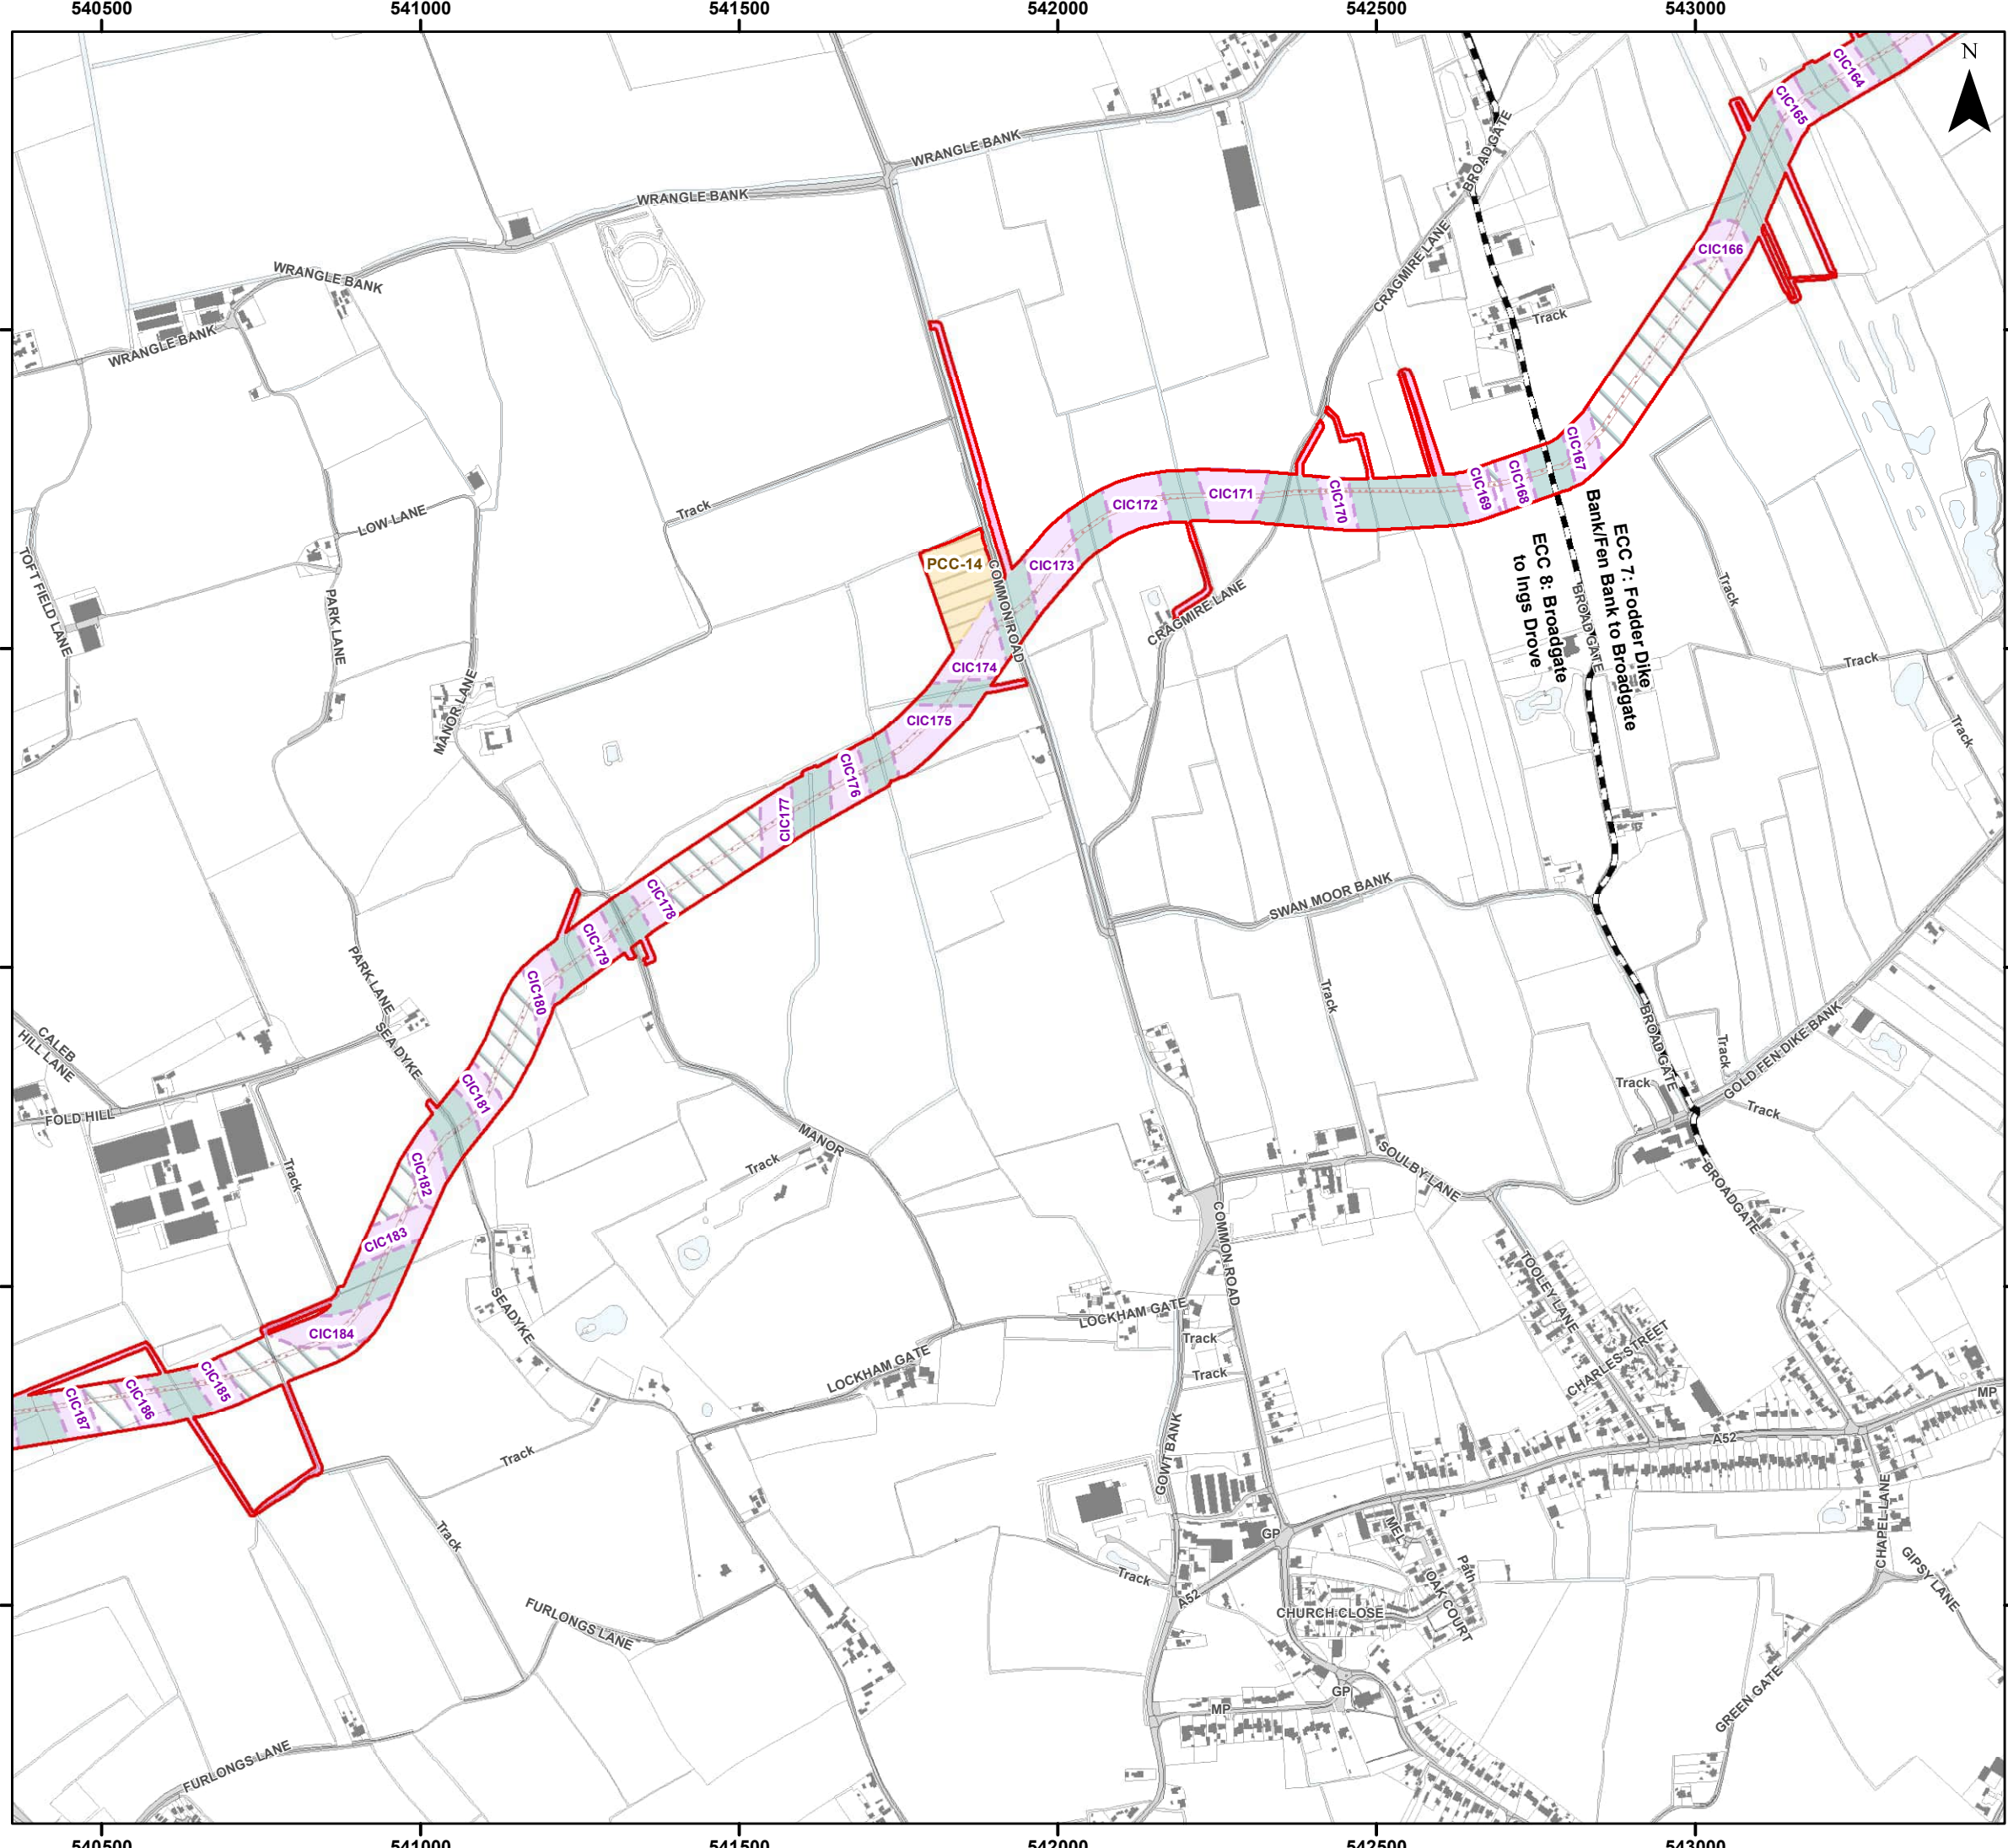 540500
541000
541500
542000
542500
543000
N
CIC164
CIC165
BROADGATE
WRANGLE BANK
WRANGLE BANK
CRAGMIRE LANE
CIC166
WRANGLE BANK
Track
WRANGLE BANK
CIC167
CIC168
CIC169
CIC170
CIC171
CIC172
Track
LOW LANE
PCC-14
COMMON ROAD
CIC173
ECC 7: Fodder Dike
Bank/Fen Bank to Broadgate
ECC 8: Broadgate
to Ings Drove
BROADGATE
Track
TOFT FIELD LANE
PARK LANE
CRAGMIRE LANE
CIC174
Track
MANOR LANE
CIC175
Track
CIC176
CIC177
CIC178
SWAN MOOR BANK
CIC179
CIC180
PARK LANE
Track
CALEB
HILL LANE
SEA DYKE
BROADGATE
Track
GOLD FEN DIKE BANK
CIC181
Track
Track
FOLD HILL
MANOR
Track
Track
CIC182
SOULBY LANE
BROADGATE
CIC183
COMMON ROAD
TOOLEY LANE
SEADYKE
LOCKHAM GATE
CIC184
Track
CHARLES STREET
LOCKHAM GATE
Track
CIC185
CIC186
CIC187
MP
A52
GOWT BANK
Track
Track
GP
MEL
CHAPEL LANE
GIPSY LANE
Track
Path
A52
OAK COURT
CHURCH CLOSE
FURLONGS LANE
GP
MP
GREEN GATE
FURLONGS LANE
540500
541000
541500
542000
542500
543000